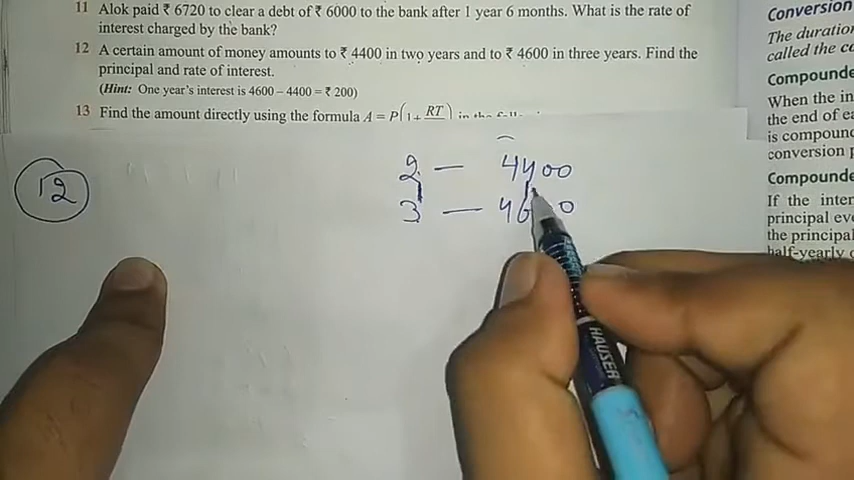 11 Alok paid ₹ 6720 to clear a debt of ₹ 6000 to the bank after 1 year 6 months. What is the rate of
interest charged by the bank?
12 A certain amount of money amounts to ₹ 4400 in two years and to ₹ 4600 in three years. Find the
principal and rate of interest.
(Hint: One year's interest is 4600 – 4400 = ₹ 200)
13 Find the amount directly using the formula A = P(1+ RT ) in the
12
2 — 4400
3 — 4600
HAUSER
Conversion
The duration
called the
Compounde
When the in
the end of ea
is compound
conversion p
Compounde
If the inter
principal eve
the principal
half-yearly